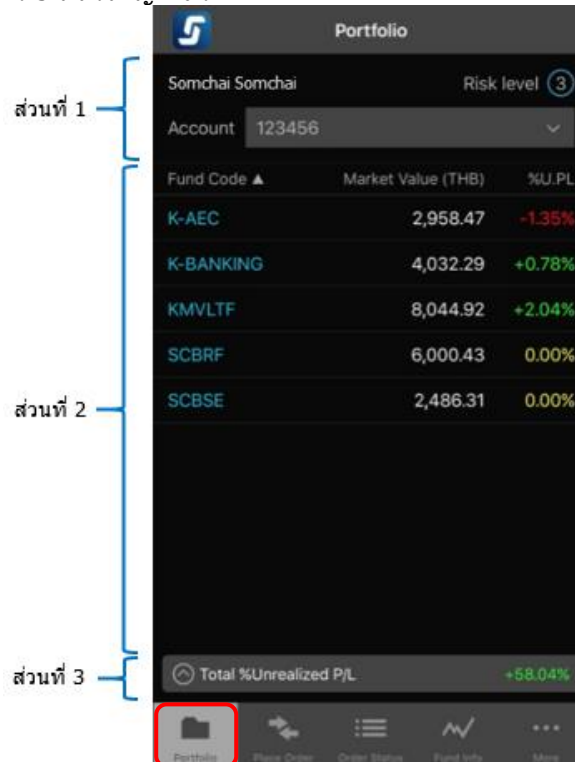 Portfolio
Somchai Somchai Risk level 3
ส่วนที่ 1
Account 123456
Fund Code ▲ Market Value (THB) %U.PL
K-AEC 2,958.47 -1.35%
K-BANKING 4,032.29 +0.78%
KMVLTF 8,044.92 +2.04%
SCBRF 6,000.43 0.00%
ส่วนที่ 2
SCBSE 2,486.31 0.00%
ส่วนที่ 3
Total %Unrealized P/L +58.04%
Portfolio Place Order Order Status Fund Info More